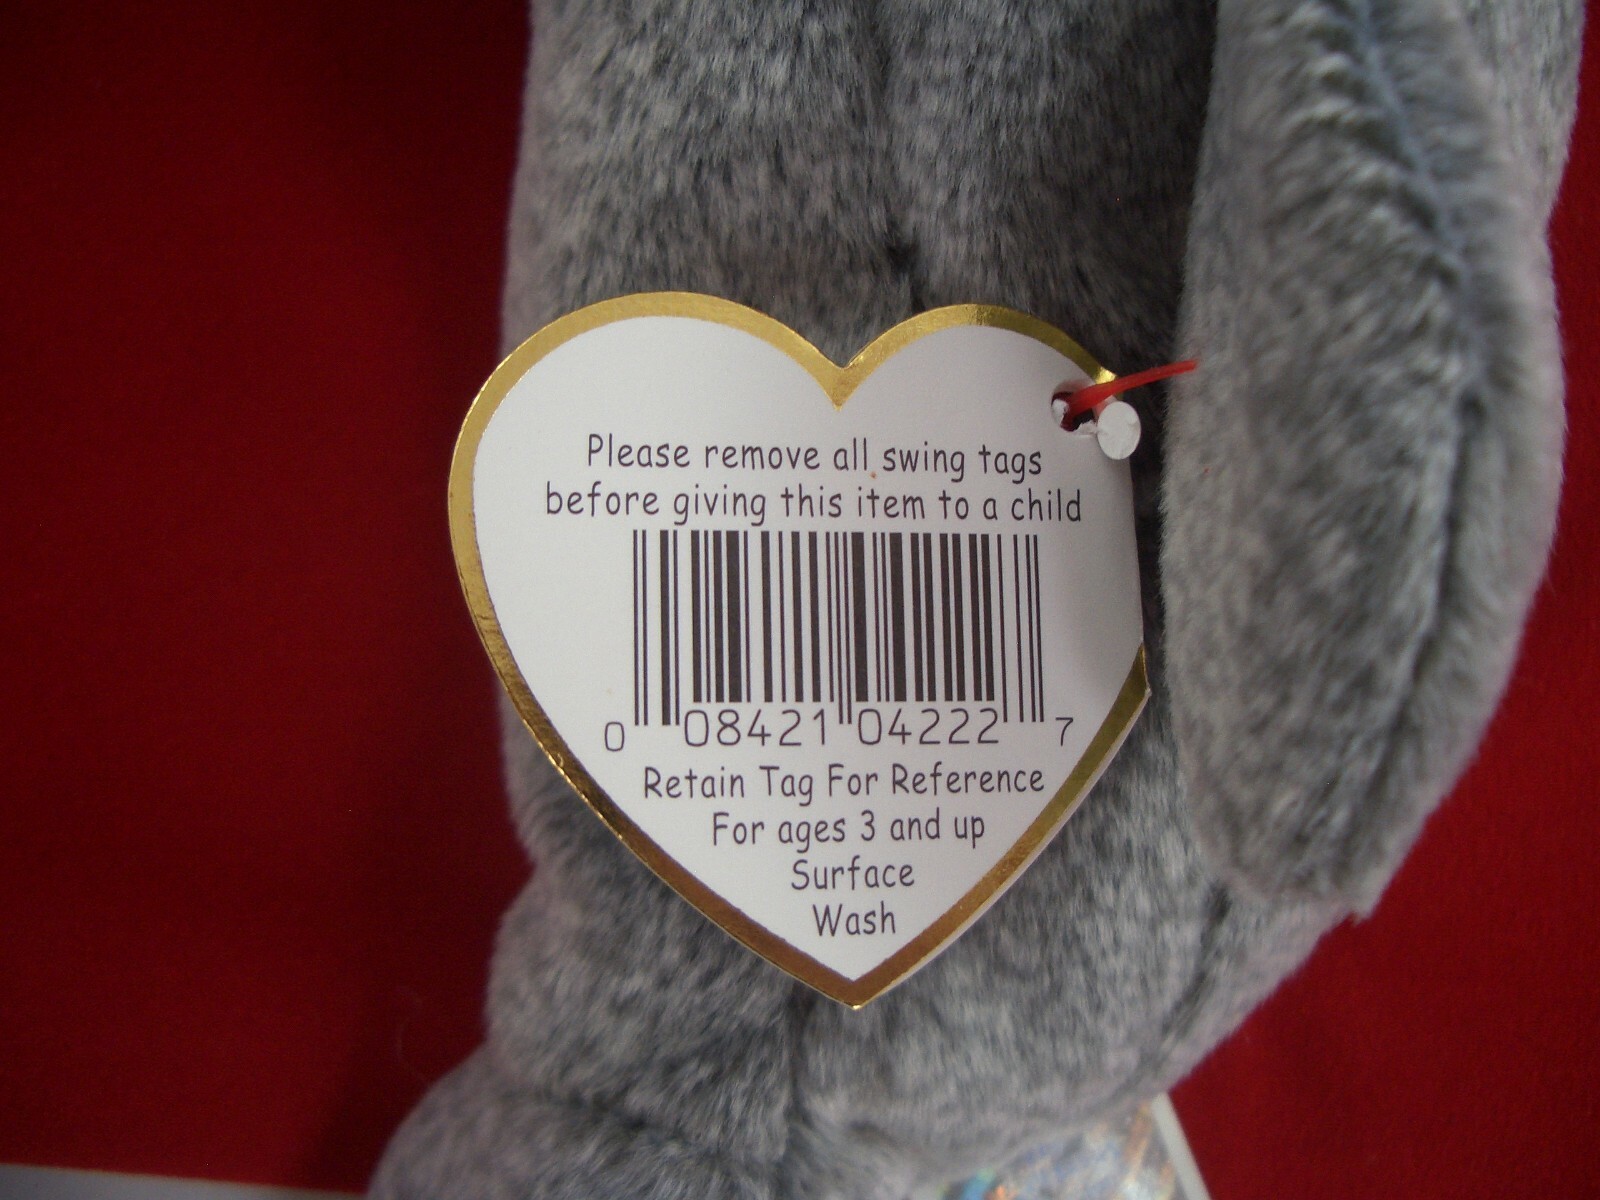 Please remove all swing tags
before giving this item to a child
0 08421 04222 7
Retain Tag For Reference
For ages 3 and up
Surface
Wash